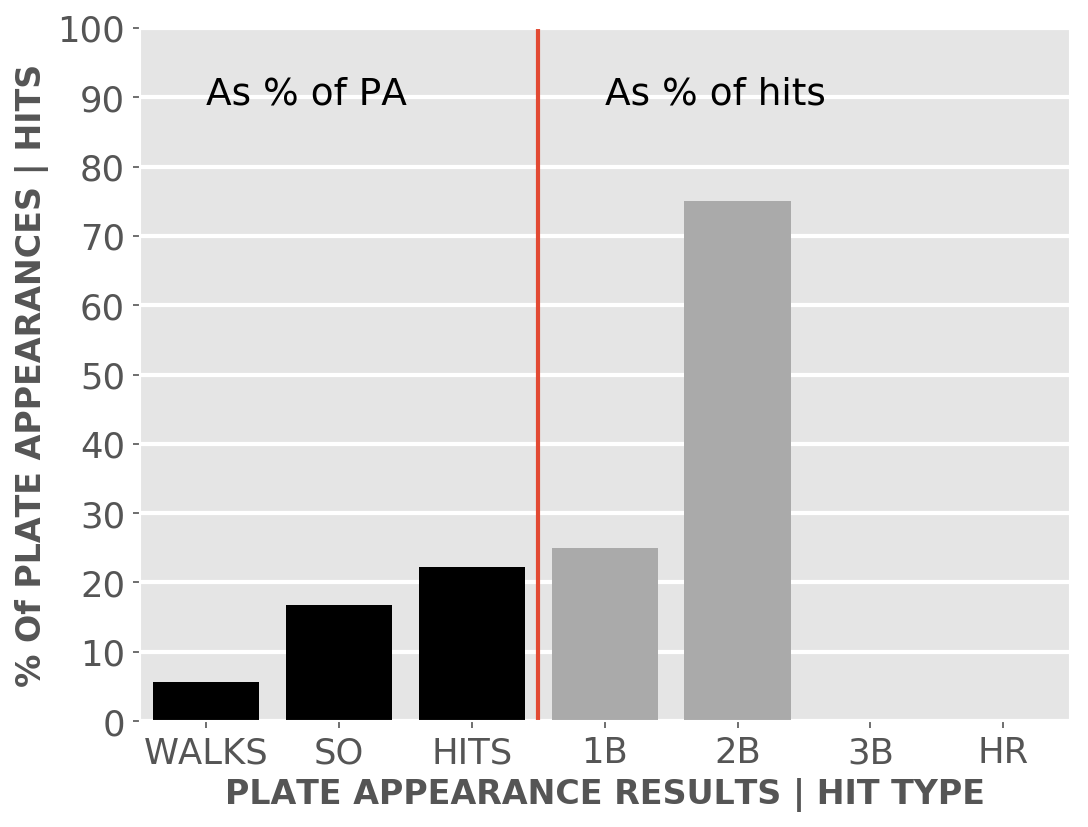 100
90
80
70
60
50
40
30
20
10
0
% Of PLATE APPEARANCES | HITS
As % of PA
As % of hits
WALKS SO HITS 1B 2B 3B HR
PLATE APPEARANCE RESULTS | HIT TYPE